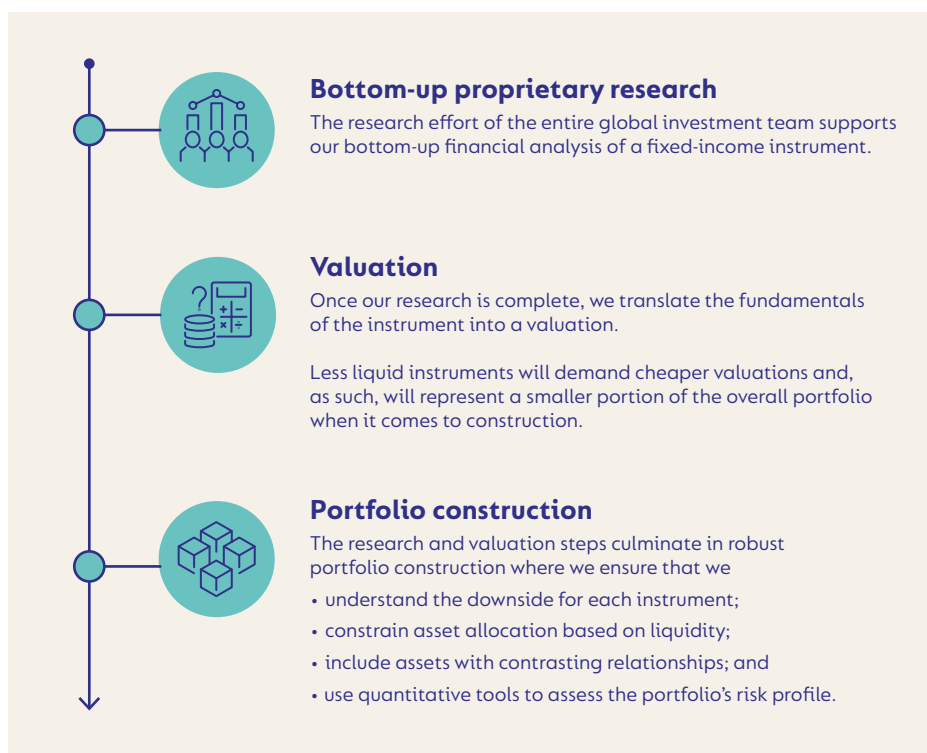 Bottom-up proprietary research
The research effort of the entire global investment team supports
our bottom-up financial analysis of a fixed-income instrument.
Valuation
Once our research is complete, we translate the fundamentals
of the instrument into a valuation.
Less liquid instruments will demand cheaper valuations and,
as such, will represent a smaller portion of the overall portfolio
when it comes to construction.
Portfolio construction
The research and valuation steps culminate in robust
portfolio construction where we ensure that we
• understand the downside for each instrument;
• constrain asset allocation based on liquidity;
• include assets with contrasting relationships; and
• use quantitative tools to assess the portfolio’s risk profile.